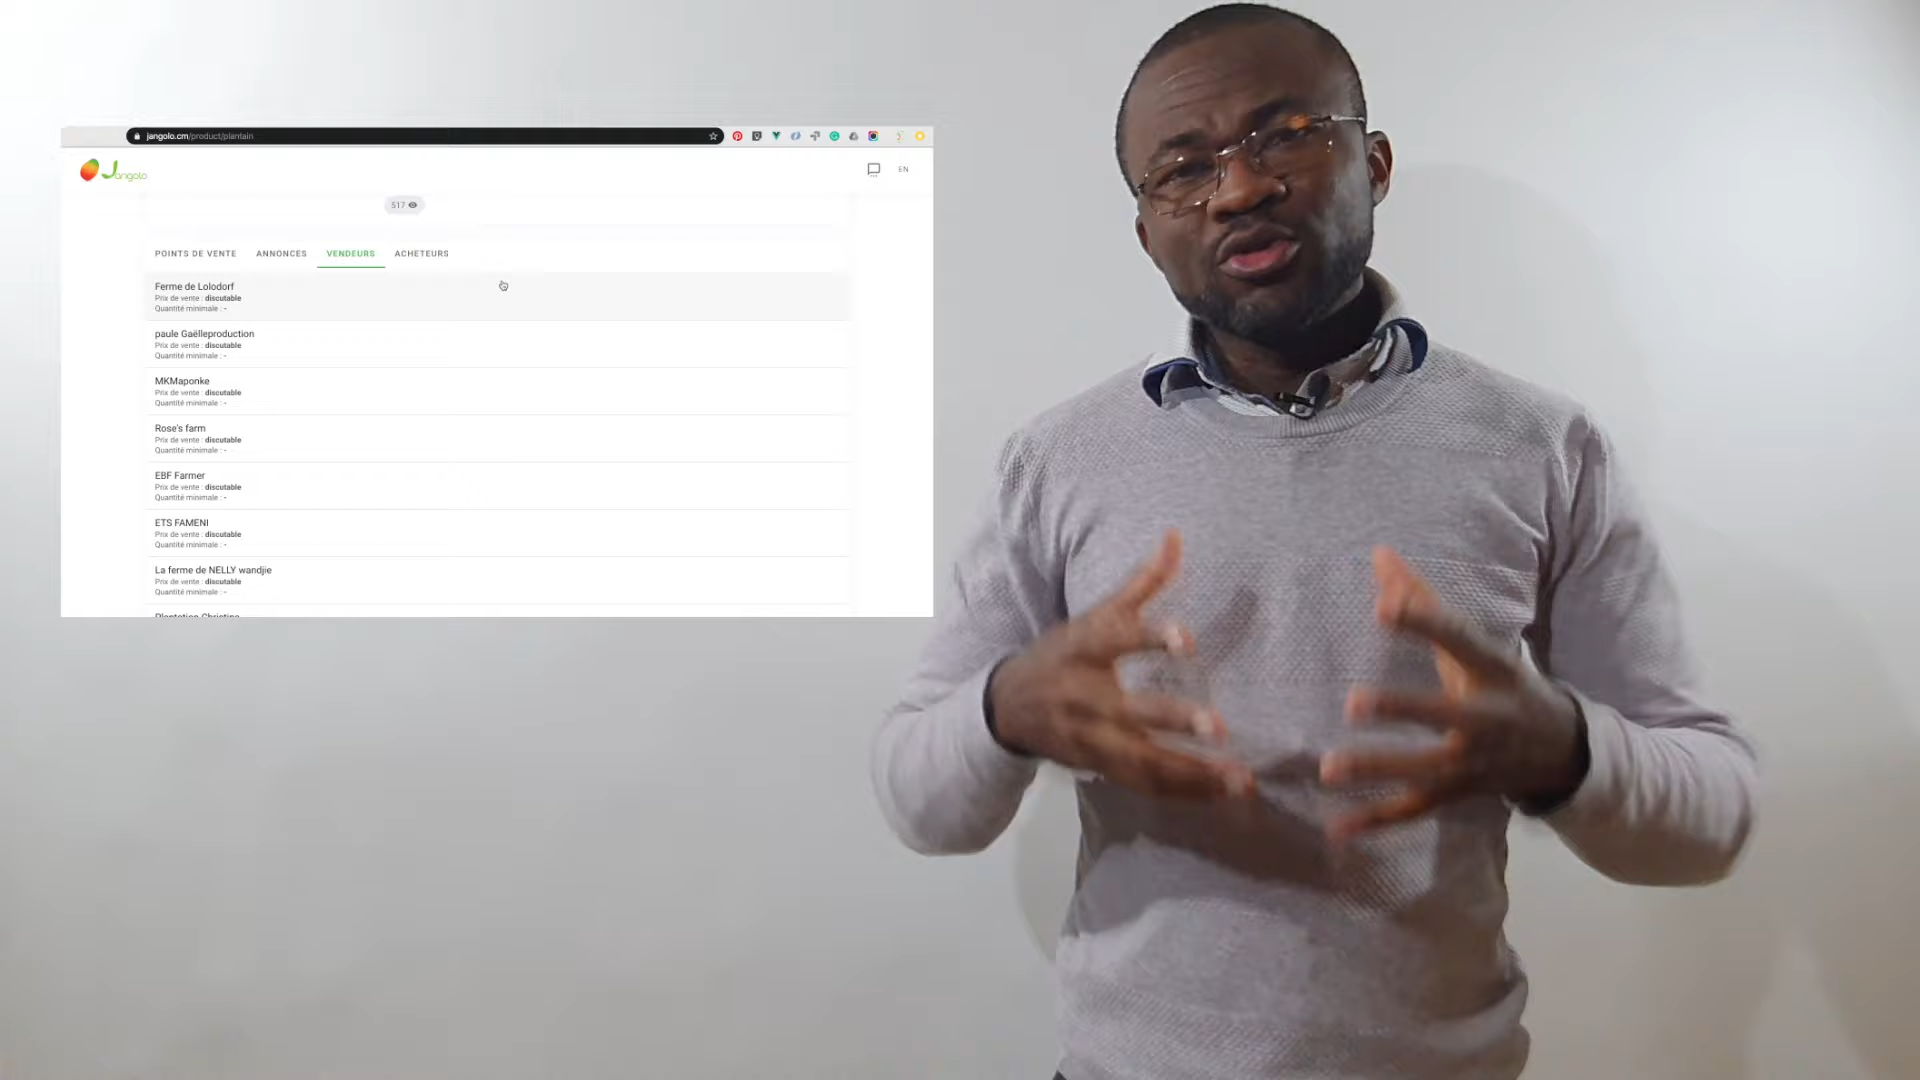 jangolo.cm/product/plantain
Jangolo
EN
517
POINTS DE VENTE ANNONCES VENDEURS ACHETEURS
Ferme de Lolodorf
Prix de vente : discutable
Quantité minimale : -
paule Gaëlleproduction
Prix de vente : discutable
Quantité minimale : -
MKMaponke
Prix de vente : discutable
Quantité minimale : -
Rose's farm
Prix de vente : discutable
Quantité minimale : -
EBF Farmer
Prix de vente : discutable
Quantité minimale : -
ETS FAMENI
Prix de vente : discutable
Quantité minimale : -
La ferme de NELLY wandjie
Prix de vente : discutable
Quantité minimale : -
Plantation Christine